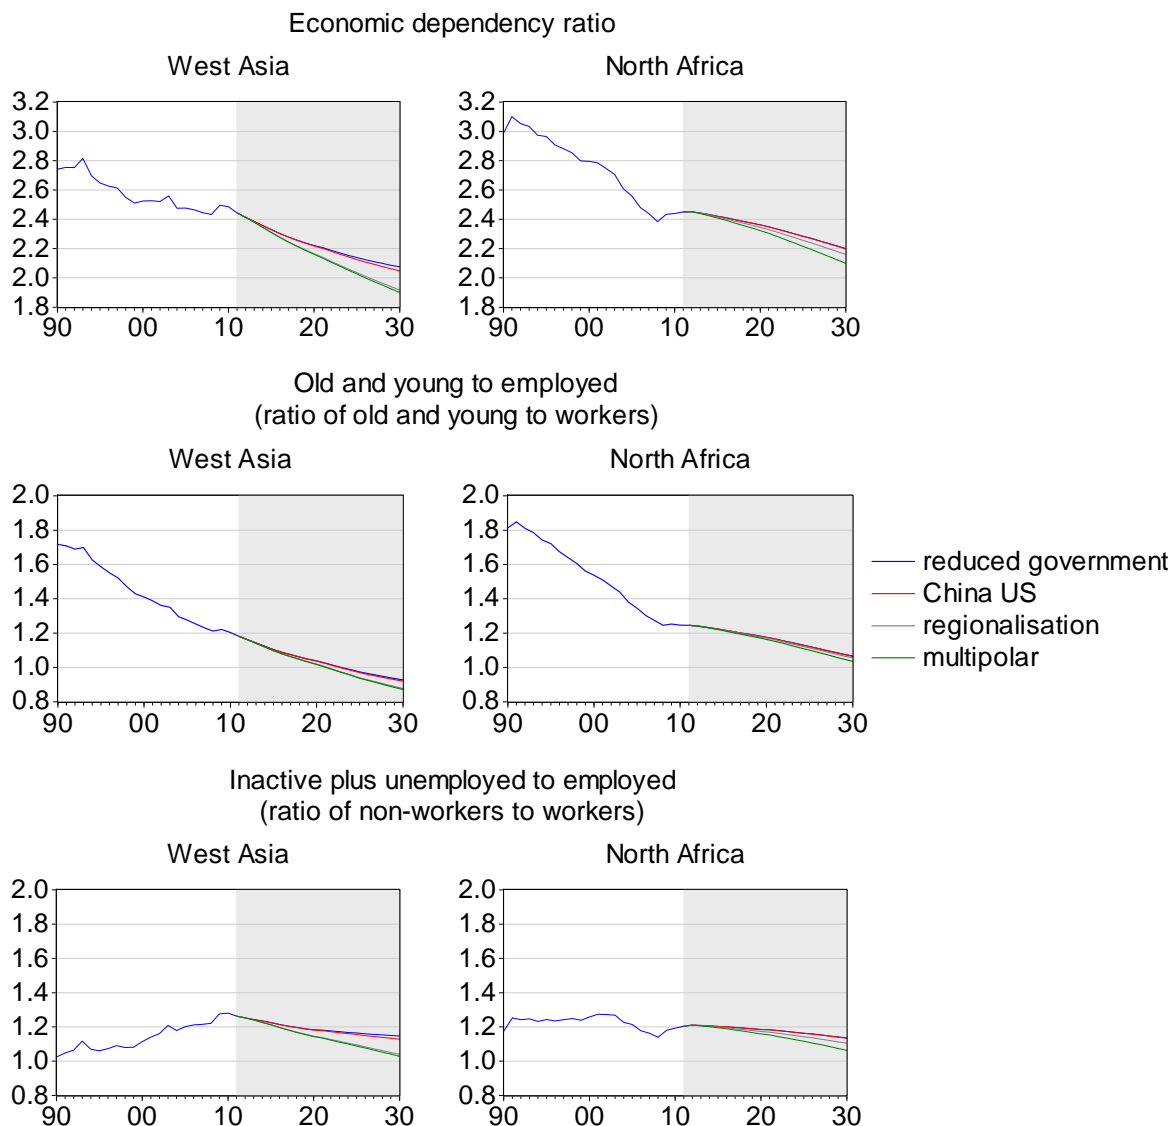 Economic dependency ratio
West Asia
North Africa
3.2
3.0
2.8
2.6
2.4
2.2
2.0
1.8
90 00 10 20 30
3.2
3.0
2.8
2.6
2.4
2.2
2.0
1.8
90 00 10 20 30
Old and young to employed
(ratio of old and young to workers)
West Asia
North Africa
2.0
1.8
1.6
1.4
1.2
1.0
0.8
90 00 10 20 30
2.0
1.8
1.6
1.4
1.2
1.0
0.8
90 00 10 20 30
reduced government
China US
regionalisation
multipolar
Inactive plus unemployed to employed
(ratio of non-workers to workers)
West Asia
North Africa
2.0
1.8
1.6
1.4
1.2
1.0
0.8
90 00 10 20 30
2.0
1.8
1.6
1.4
1.2
1.0
0.8
90 00 10 20 30